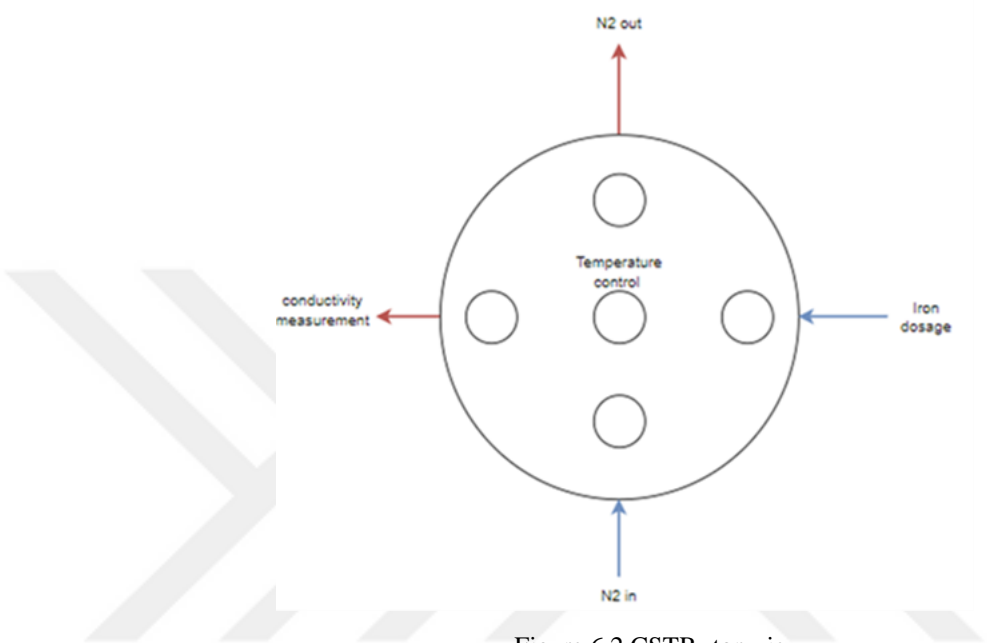 N2 out
Temperature
control
conductivity
measurement
Iron
dosage
N2 in